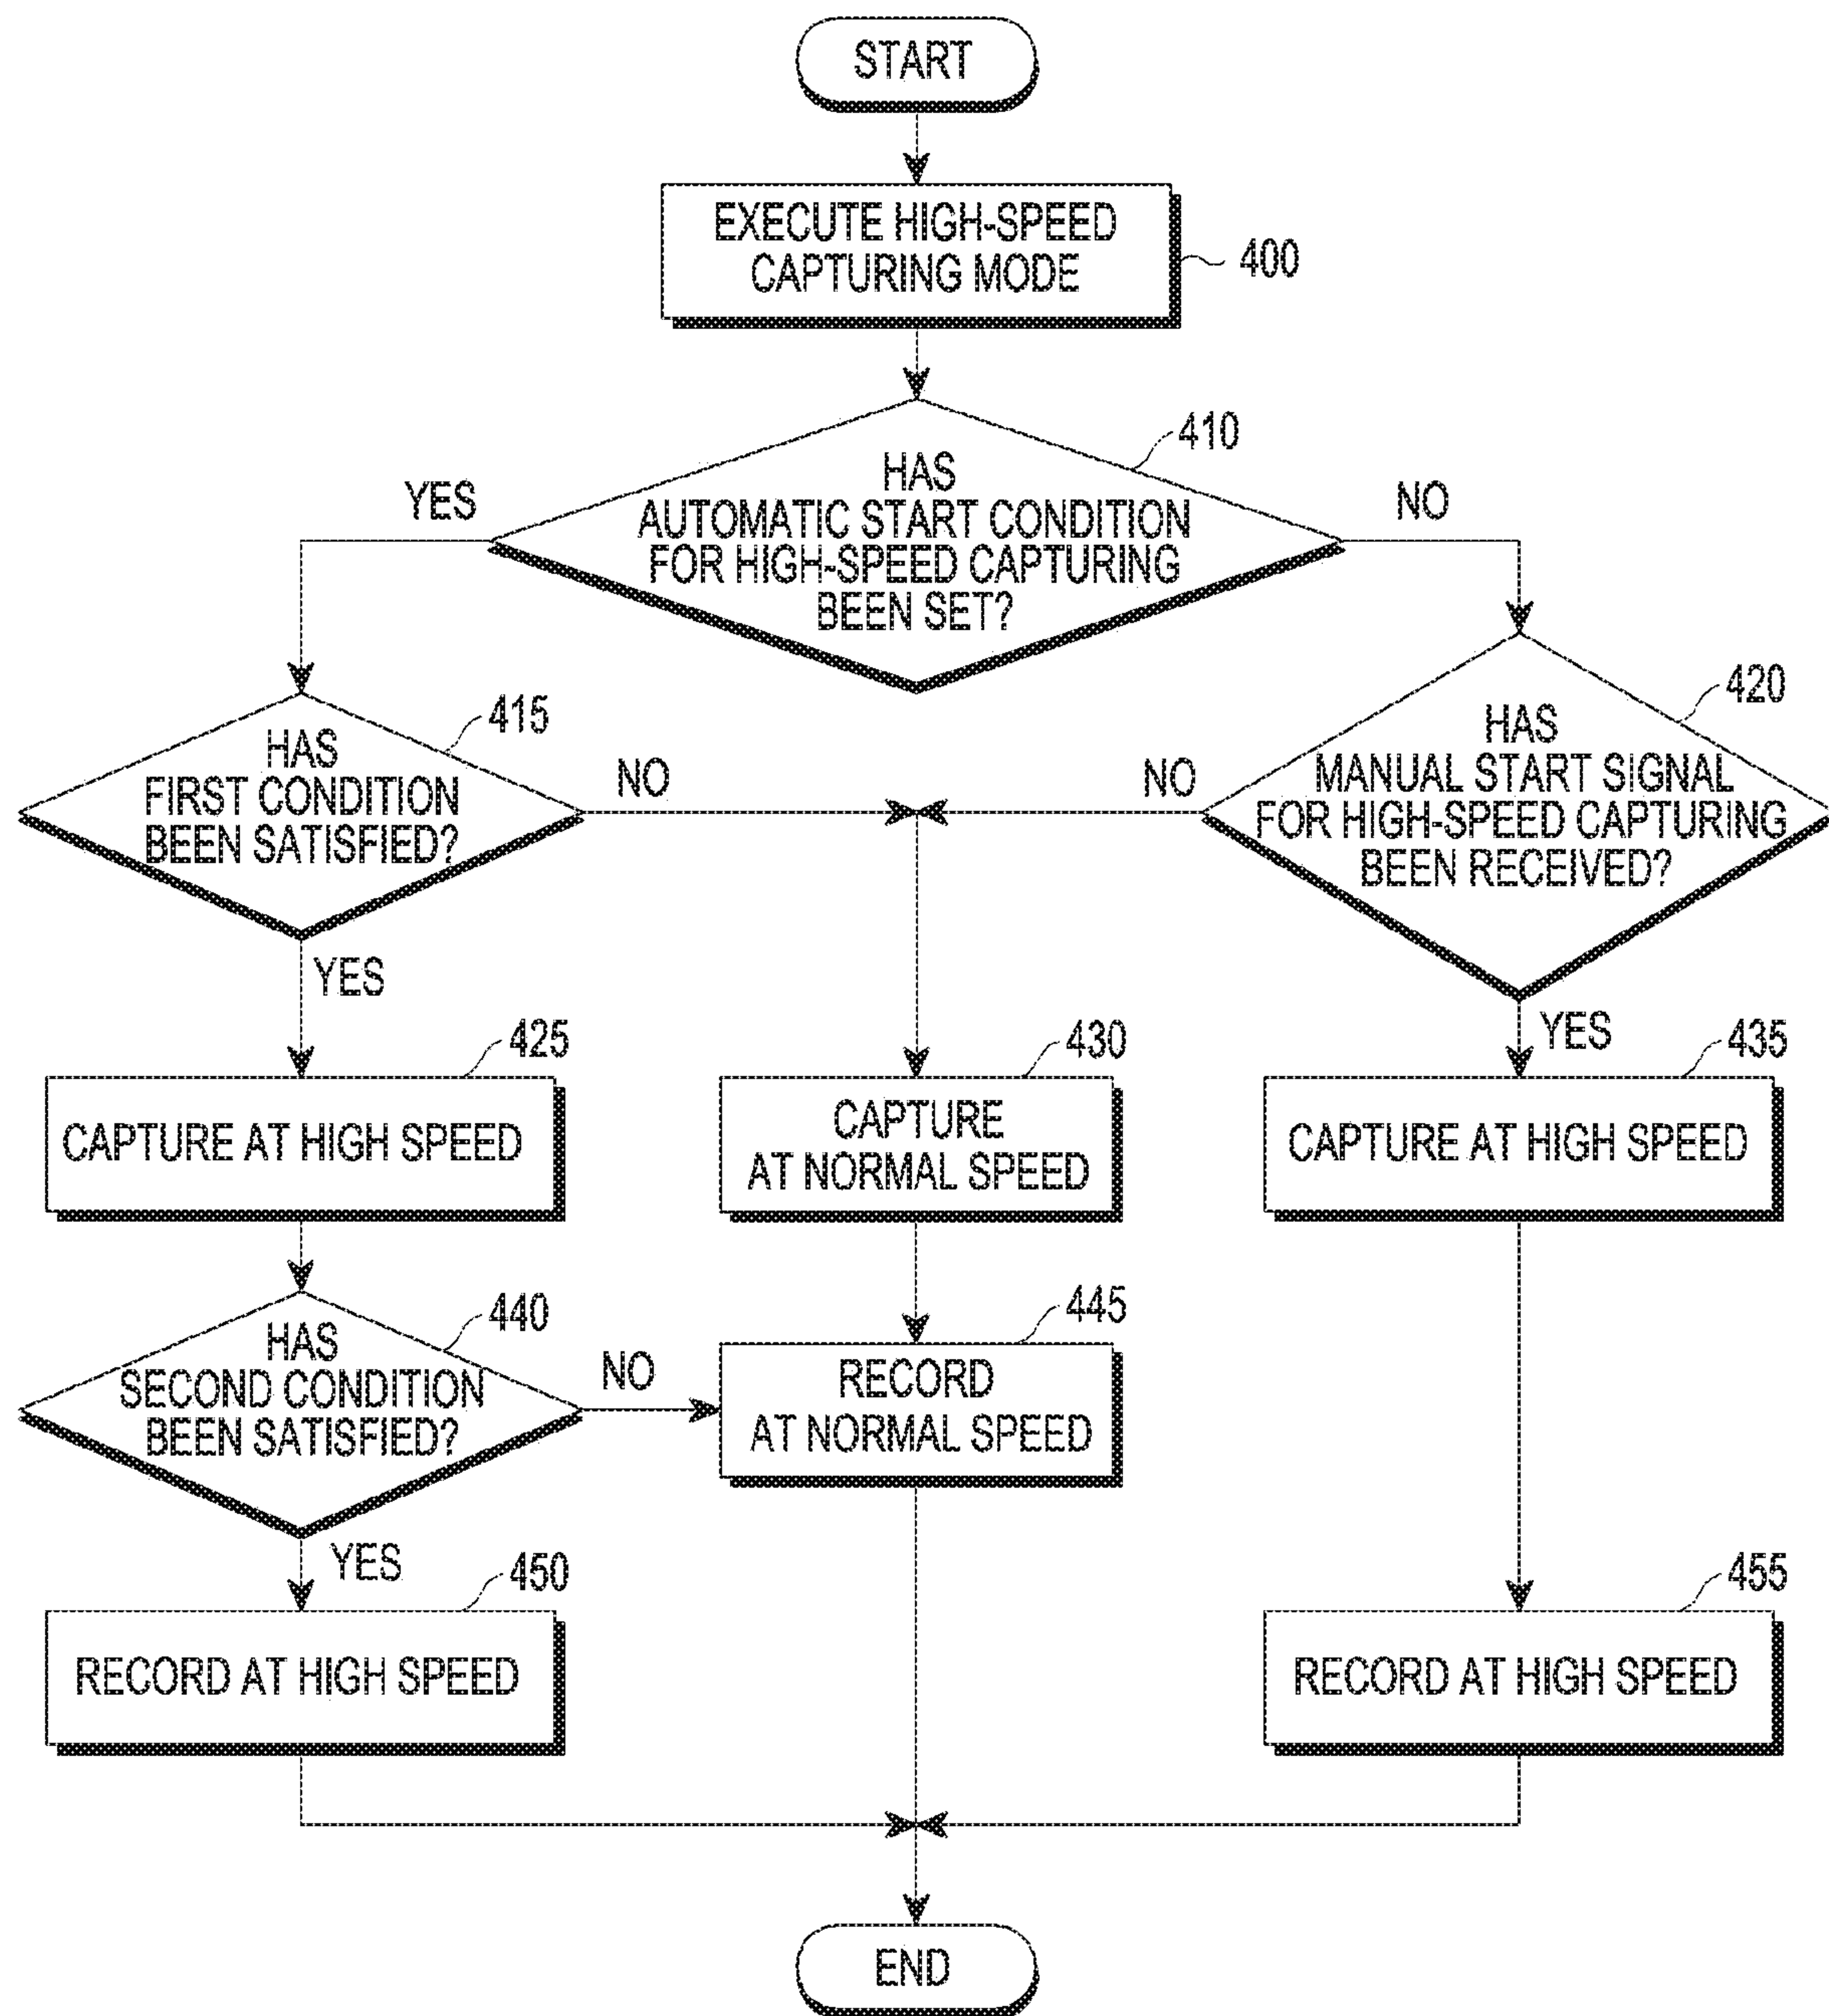 START
EXECUTE HIGH-SPEED
CAPTURING MODE
400
410
HAS
AUTOMATIC START CONDITION
FOR HIGH-SPEED CAPTURING
BEEN SET?
YES
NO
415
HAS
FIRST CONDITION
BEEN SATISFIED?
NO
YES
420
HAS
MANUAL START SIGNAL
FOR HIGH-SPEED CAPTURING
BEEN RECEIVED?
NO
YES
425
CAPTURE AT HIGH SPEED
430
CAPTURE
AT NORMAL SPEED
435
CAPTURE AT HIGH SPEED
440
HAS
SECOND CONDITION
BEEN SATISFIED?
NO
YES
445
RECORD
AT NORMAL SPEED
450
RECORD AT HIGH SPEED
455
RECORD AT HIGH SPEED
END